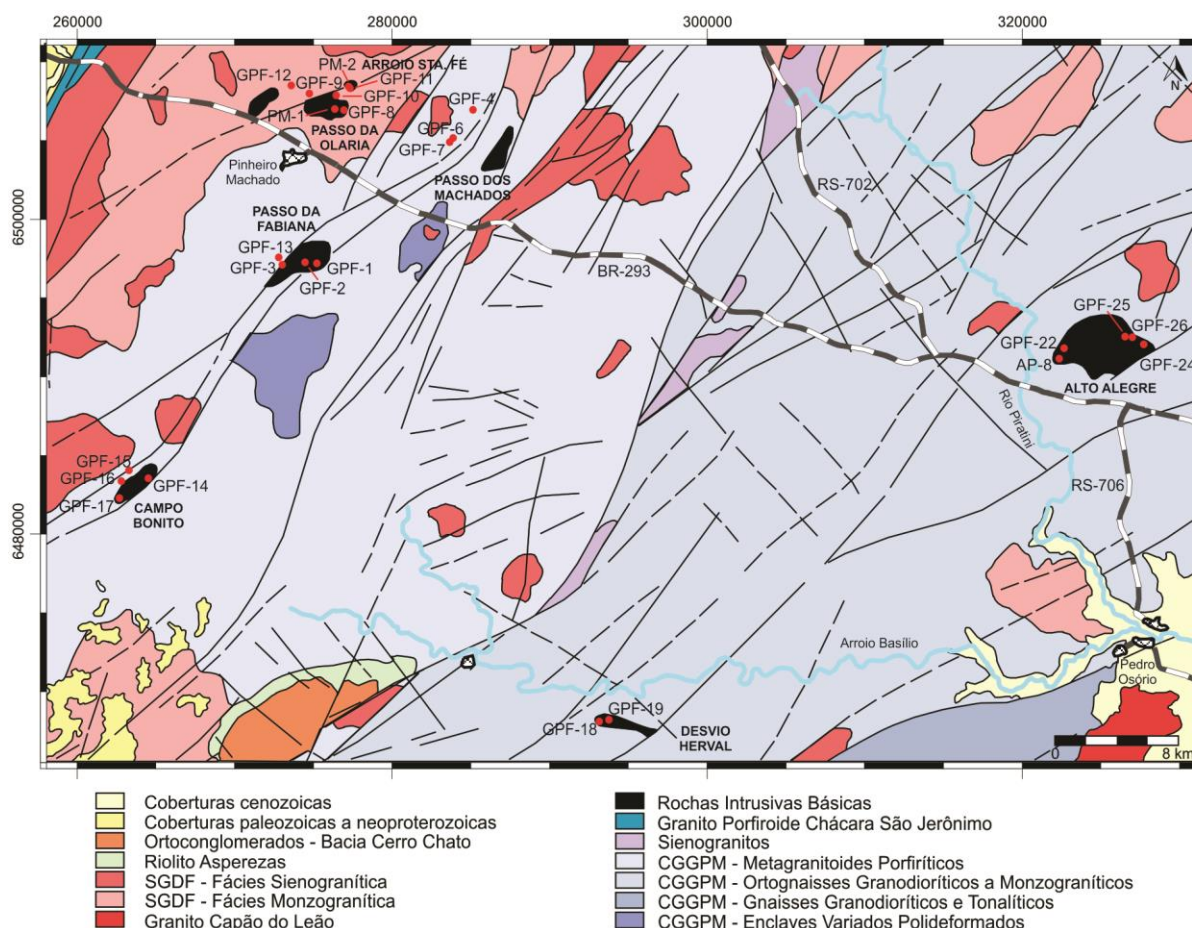 260000
280000
300000
320000
6500000
6480000
N
PM-2
ARROIO STA. FÉ
GPF-12
GPF-9
GPF-11
GPF-10
PM-1
GPF-8
PASSO DA
OLARIA
GPF-4
GPF-6
GPF-7
Pinheiro
Machado
PASSO DOS
MACHADOS
RS-702
PASSO DA
FABIANA
GPF-13
GPF-3
GPF-1
GPF-2
BR-293
GPF-25
GPF-26
GPF-22
AP-8
GPF-24
ALTO ALEGRE
Rio Piratini
GPF-15
GPF-16
GPF-14
GPF-17
CAMPO
BONITO
RS-706
Arroio Basílio
Pedro
Osório
GPF-19
GPF-18
DESVIO
HERVAL
0 8 km
Coberturas cenozoicas
Coberturas paleozoicas a neoproterozoicas
Ortoconglomerados - Bacia Cerro Chato
Riolito Asperezas
SGDF - Fácies Sienogranítica
SGDF - Fácies Monzogranítica
Granito Capão do Leão
Rochas Intrusivas Básicas
Granito Porfiroide Chácara São Jerônimo
Sienogranitos
CGGPM - Metagranitoides Porfiríticos
CGGPM - Ortognaisses Granodioríticos a Monzograníticos
CGGPM - Gnaisses Granodioríticos e Tonalíticos
CGGPM - Enclaves Variados Polideformados